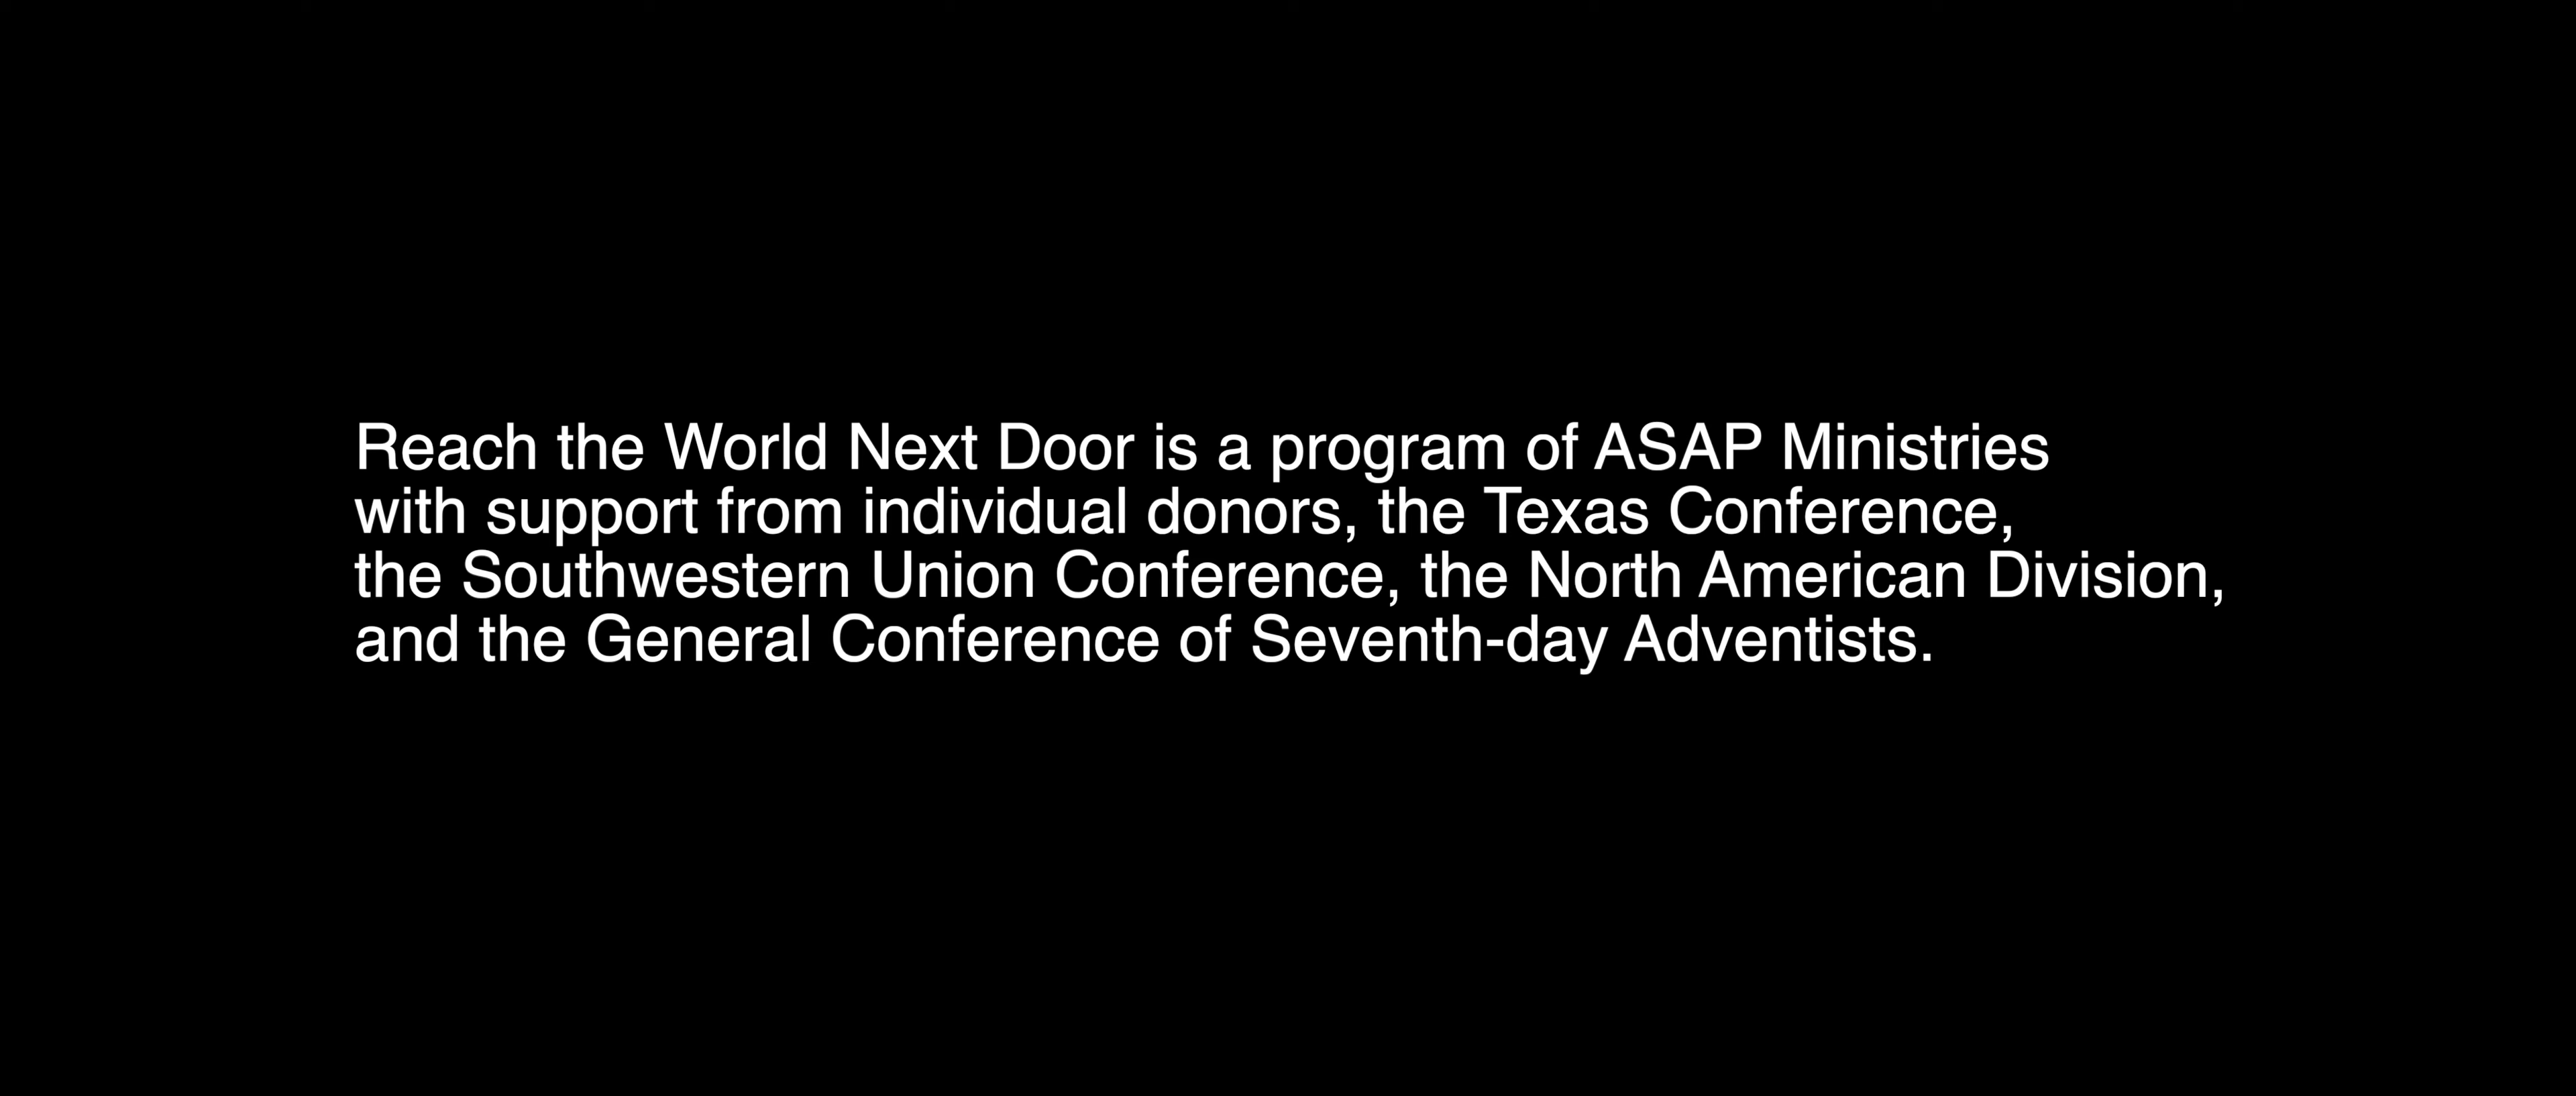 Reach the World Next Door is a program of ASAP Ministries
with support from individual donors, the Texas Conference,
the Southwestern Union Conference, the North American Division,
and the General Conference of Seventh-day Adventists.